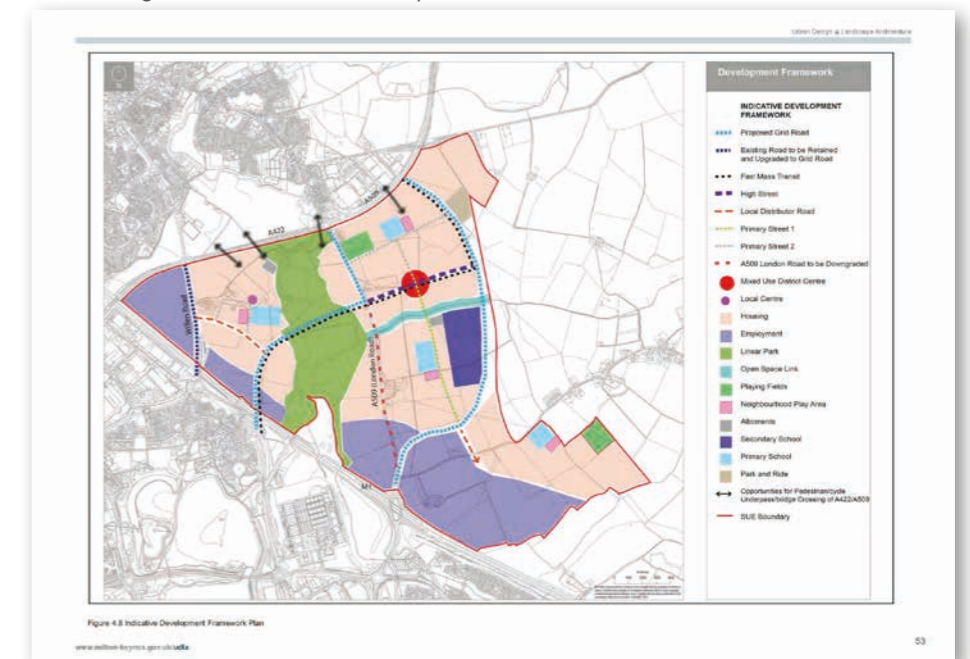 Urban Design & Landscape Architecture
Development Framework
INDICATIVE DEVELOPMENT
FRAMEWORK
Proposed Grid Road
Existing Road to be Retained
and Upgraded to Grid Road
Fast Mass Transit
High Street
Local Distributor Road
Primary Street 1
Primary Street 2
A509 London Road to be Downgraded
Mixed Use District Centre
Local Centre
Housing
Employment
Linear Park
Open Space Link
Playing Fields
Neighbourhood Play Area
Allotments
Secondary School
Primary School
Park and Ride
Opportunities for Pedestrian/cycle
Underpass/bridge Crossing of A422/A509
SUE Boundary
A509
A422
Willen Road
A509 (London Road)
M1
Figure 4.8 Indicative Development Framework Plan
www.milton-keynes.gov.uk/udla
53